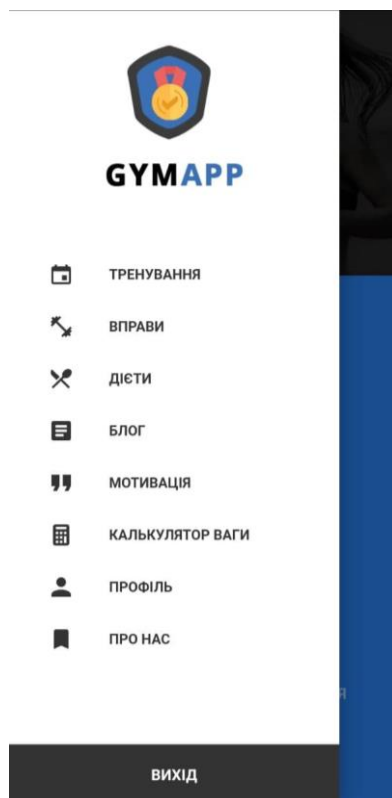 GYMAPP
ТРЕНУВАННЯ
ВПРАВИ
ДІЄТИ
БЛОГ
МОТИВАЦІЯ
КАЛЬКУЛЯТОР ВАГИ
ПРОФІЛЬ
ПРО НАС
Я
ВИХІД